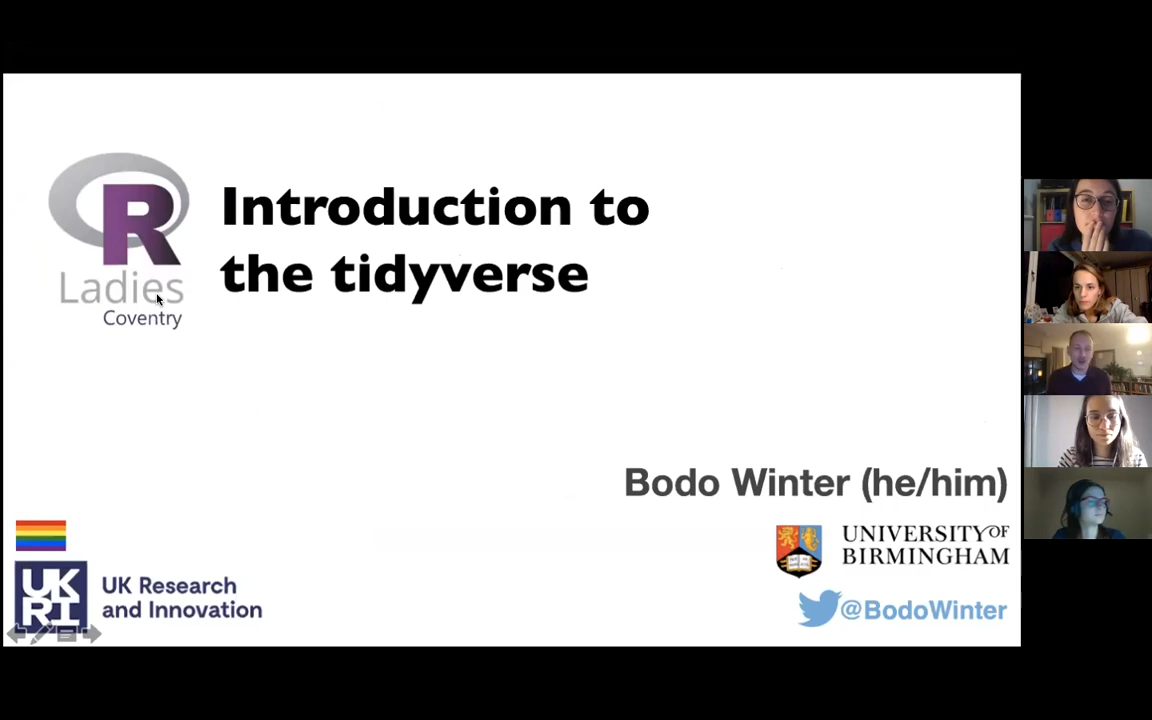 R
Ladies
Coventry
Introduction to
the tidyverse
Bodo Winter (he/him)
UNIVERSITY OF
BIRMINGHAM
@BodoWinter
UK
RI
UK Research
and Innovation